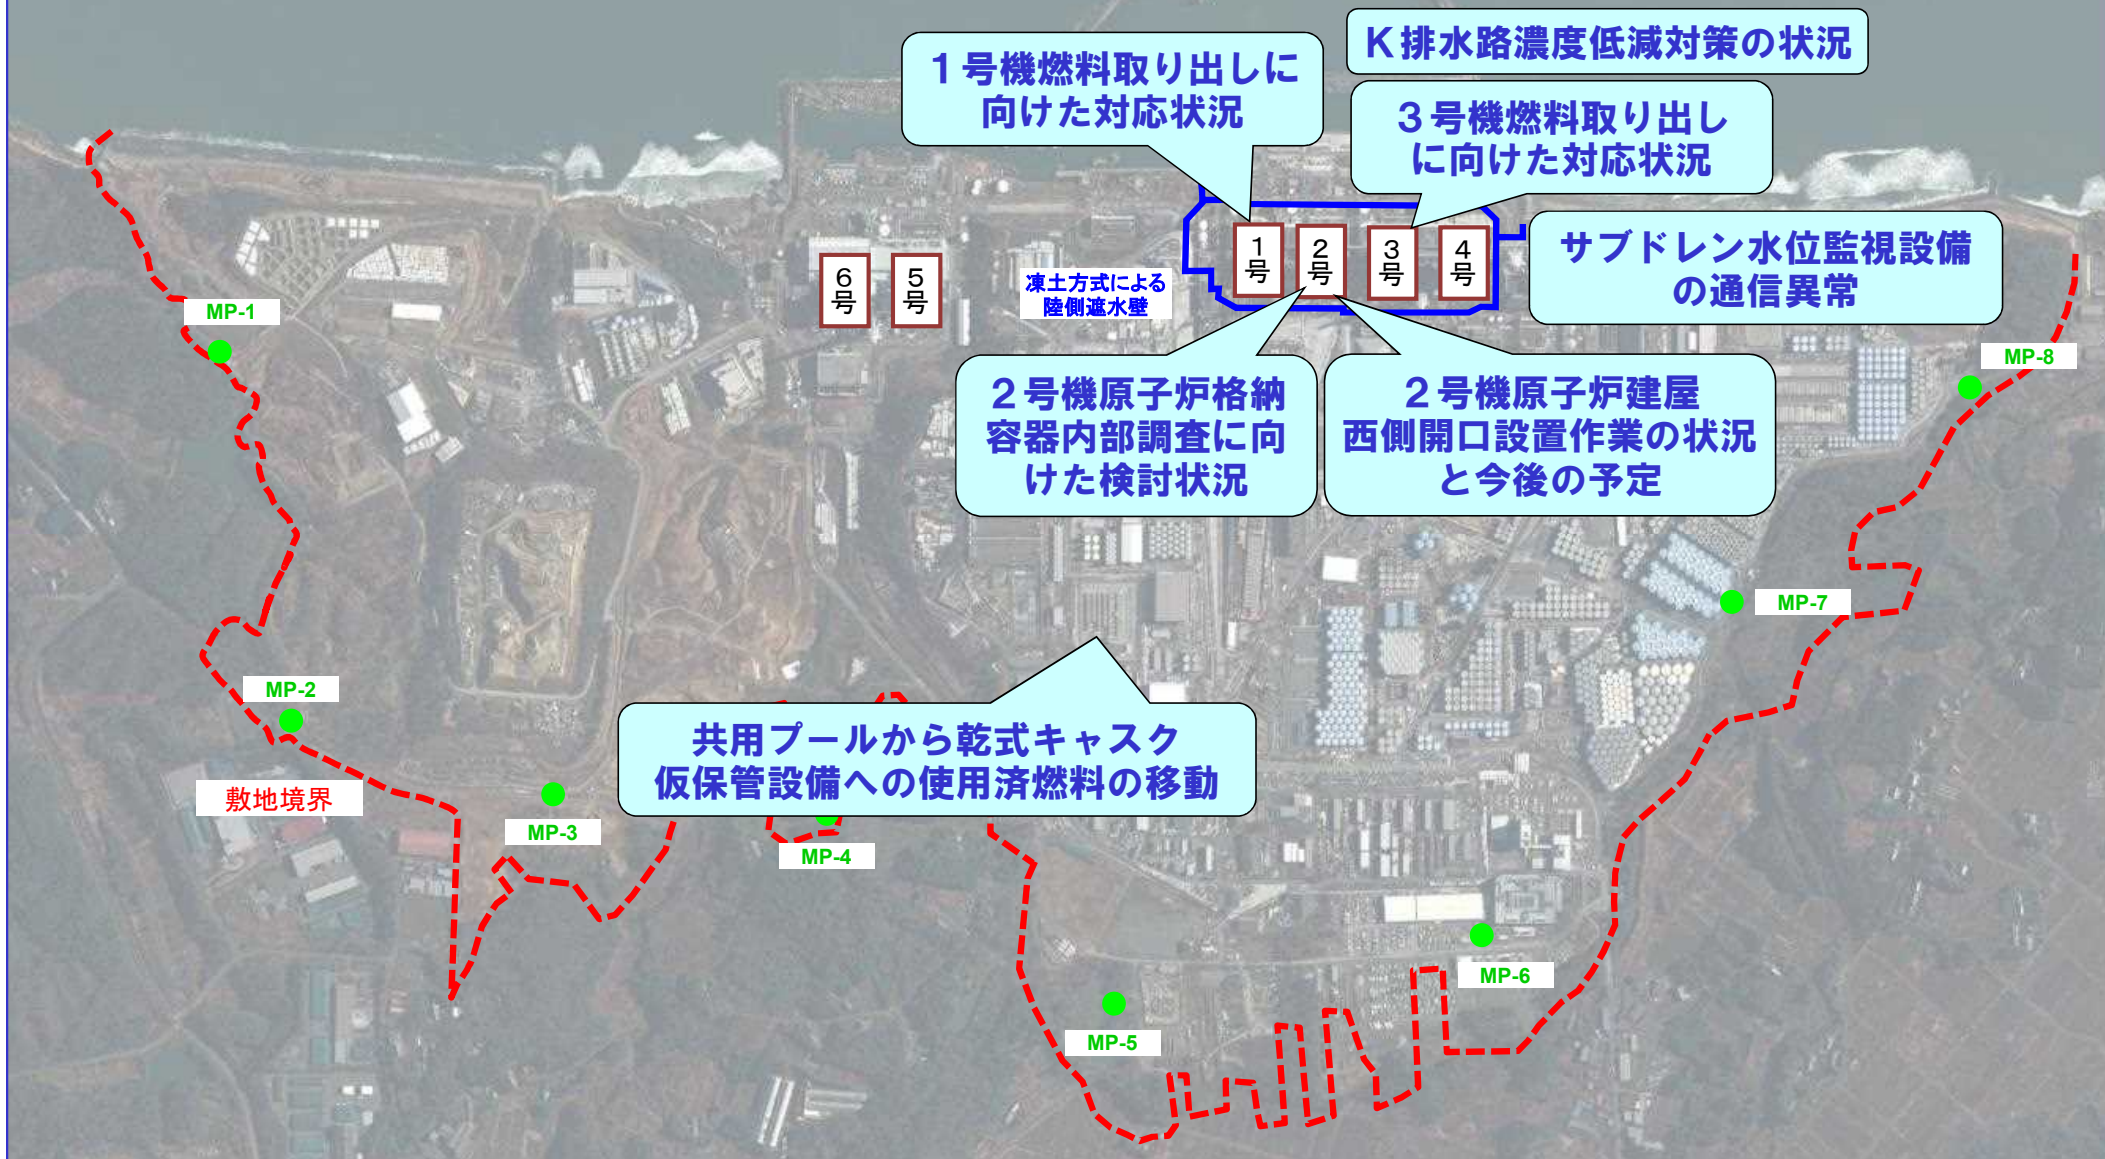 K排水路濃度低減対策の状況
１号機燃料取り出しに
向けた対応状況
３号機燃料取り出し
に向けた対応状況
サブドレン水位監視設備
の通信異常
1号
2号
3号
4号
6号
5号
凍土方式による
陸側遮水壁
MP-1
MP-8
２号機原子炉格納
容器内部調査に向
けた検討状況
２号機原子炉建屋
西側開口設置作業の状況
と今後の予定
MP-7
MP-2
共用プールから乾式キャスク
仮保管設備への使用済燃料の移動
敷地境界
MP-3
MP-4
MP-6
MP-5